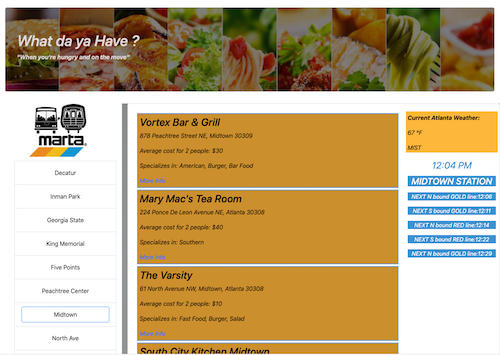 What da ya Have ?
"When you're hungry and on the move"
marta
Decatur
Inman Park
Georgia State
King Memorial
Five Points
Peachtree Center
Midtown
North Ave
Vortex Bar & Grill
878 Peachtree Street NE, Midtown 30309
Average cost for 2 people: $30
Specializes in: American, Burger, Bar Food
More Info
Mary Mac's Tea Room
224 Ponce De Leon Avenue NE, Atlanta 30308
Average cost for 2 people: $40
Specializes in: Southern
More Info
The Varsity
61 North Avenue NW, Midtown, Atlanta 30308
Average cost for 2 people: $10
Specializes in: Fast Food, Burger, Salad
More Info
South City Kitchen Midtown
Current Atlanta Weather:
67 °F
MIST
12:04 PM
MIDTOWN STATION
NEXT N bound GOLD line:12:08
NEXT S bound GOLD line:12:11
NEXT N bound RED line:12:14
NEXT S bound RED line:12:22
NEXT N bound GOLD line:12:29